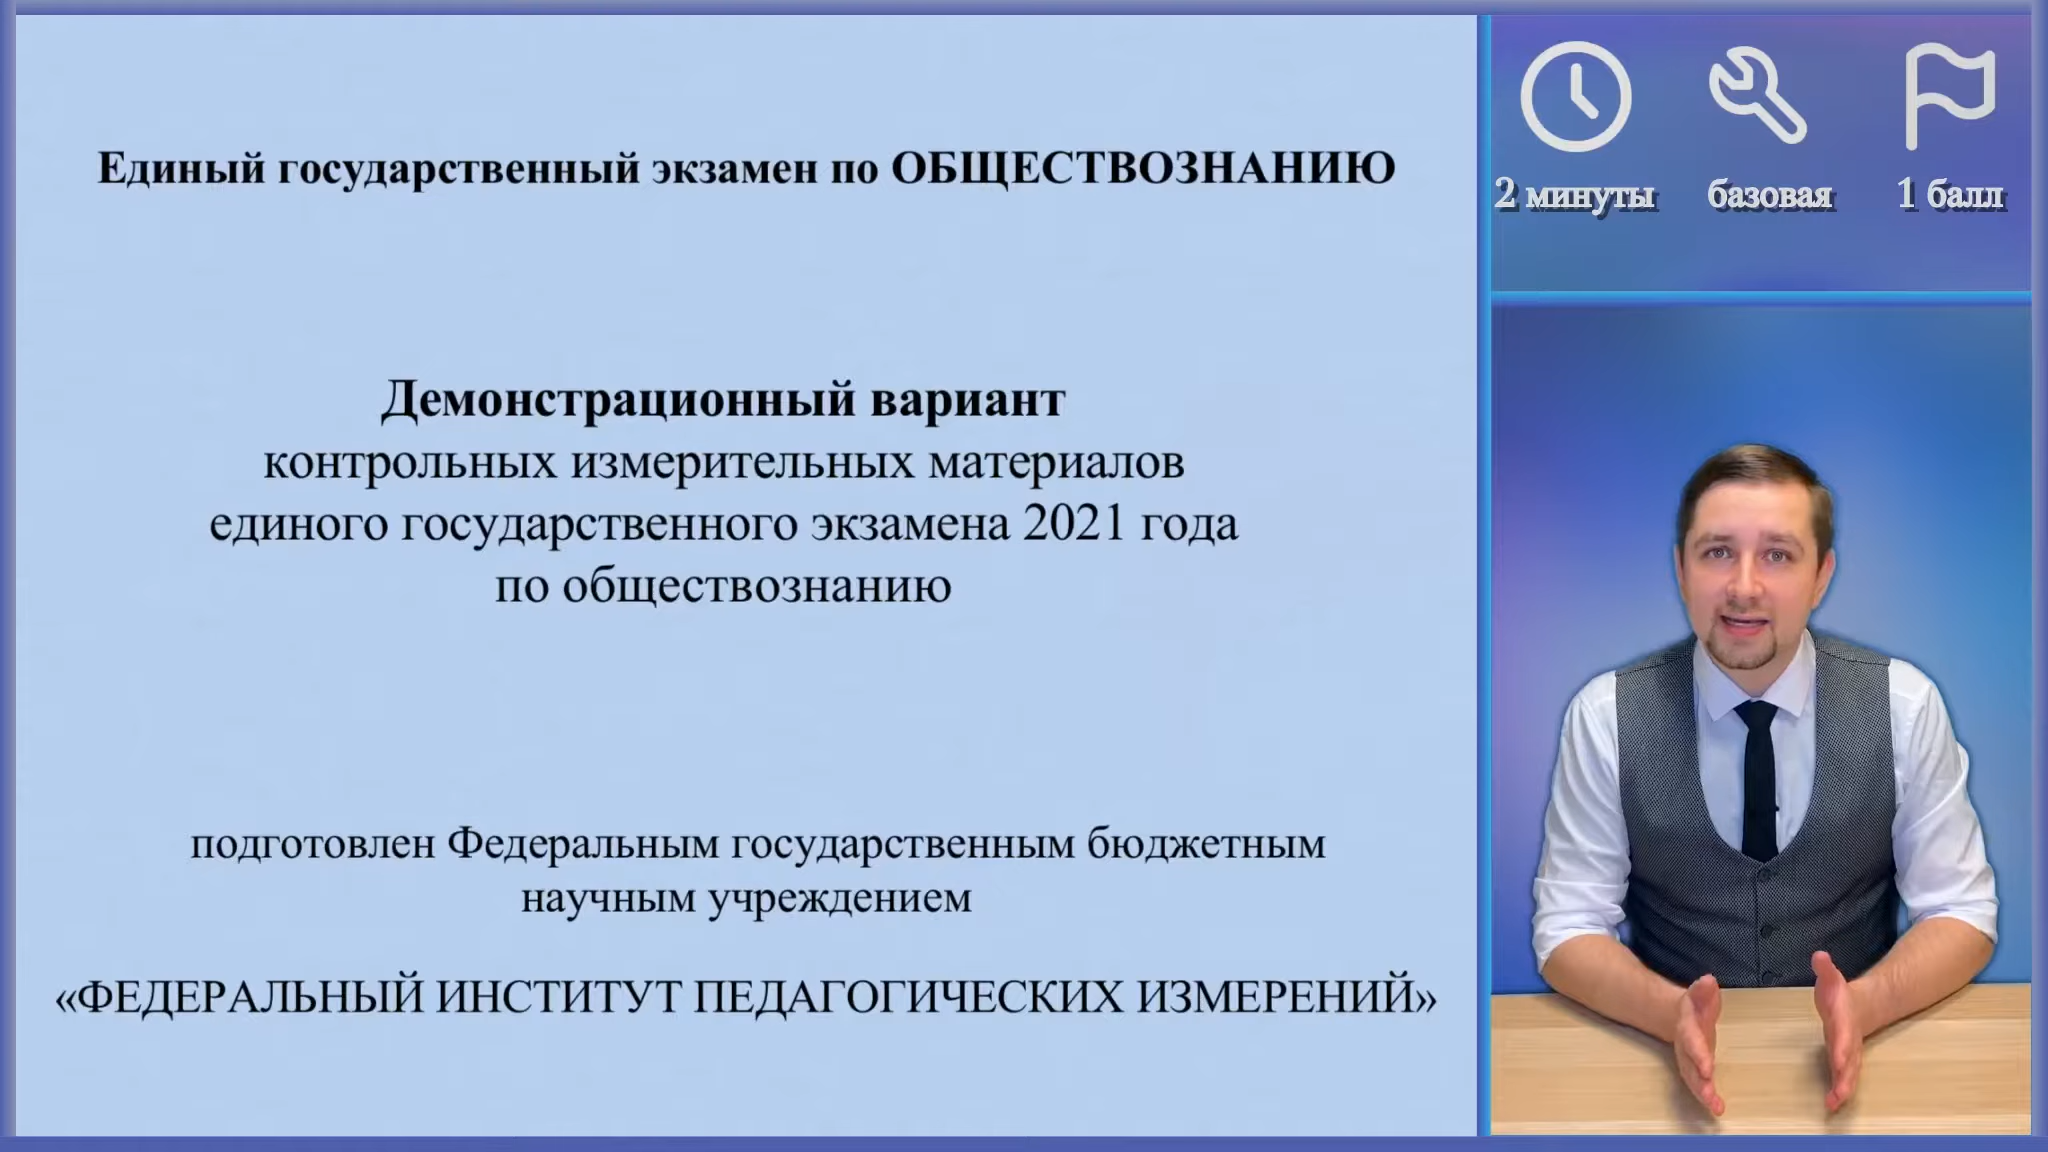 Единый государственный экзамен по ОБЩЕСТВОЗНАНИЮ
Демонстрационный вариант
контрольных измерительных материалов
единого государственного экзамена 2021 года
по обществознанию
подготовлен Федеральным государственным бюджетным
научным учреждением
«ФЕДЕРАЛЬНЫЙ ИНСТИТУТ ПЕДАГОГИЧЕСКИХ ИЗМЕРЕНИЙ»
2 минуты
базовая
1 балл